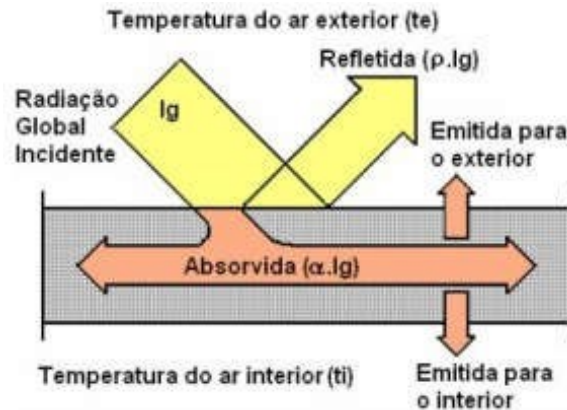 Temperatura do ar exterior (te)
Refletida (ρ.Ig)
Radiação
Global
Incidente
Ig
Emitida para
o exterior
Absorvida (α.Ig)
Temperatura do ar interior (ti)
Emitida para
o interior